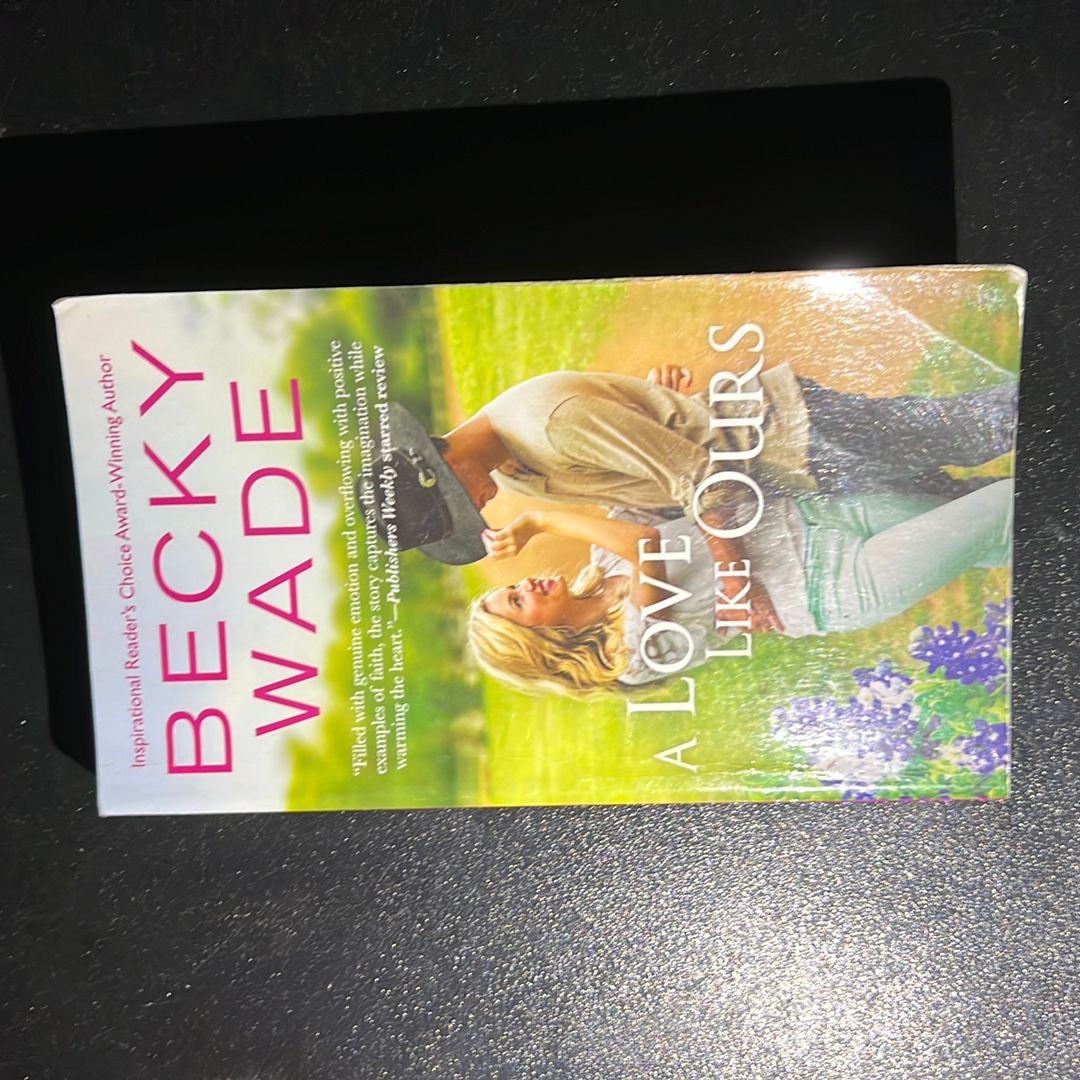 Inspirational Reader's Choice Award-Winning Author
BECKY
WADE
"Filled with genuine emotion and overflowing with positive
examples of faith, the story captures the imagination while
warming the heart."—Publishers Weekly starred review
A LOVE
LIKE OURS